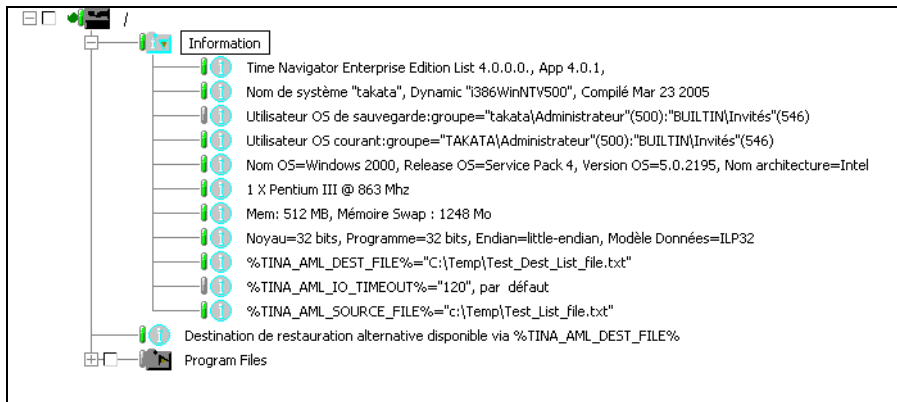 /
Information
Time Navigator Enterprise Edition List 4.0.0.0., App 4.0.1,
Nom de système "takata", Dynamic "i386WinNTV500", Compilé Mar 23 2005
Utilisateur OS de sauvegarde:groupe="takata\Administrateur"(500):"BUILTIN\Invités"(546)
Utilisateur OS courant:groupe="TAKATA\Administrateur"(500):"BUILTIN\Invités"(546)
Nom OS=Windows 2000, Release OS=Service Pack 4, Version OS=5.0.2195, Nom architecture=Intel
1 X Pentium III @ 863 Mhz
Mem: 512 MB, Mémoire Swap : 1248 Mo
Noyau=32 bits, Programme=32 bits, Endian=little-endian, Modèle Données=ILP32
%TINA_AML_DEST_FILE%="C:\Temp\Test_Dest_List_file.txt"
%TINA_AML_IO_TIMEOUT%="120", par défaut
%TINA_AML_SOURCE_FILE%="c:\Temp\Test_List_file.txt"
Destination de restauration alternative disponible via %TINA_AML_DEST_FILE%
Program Files